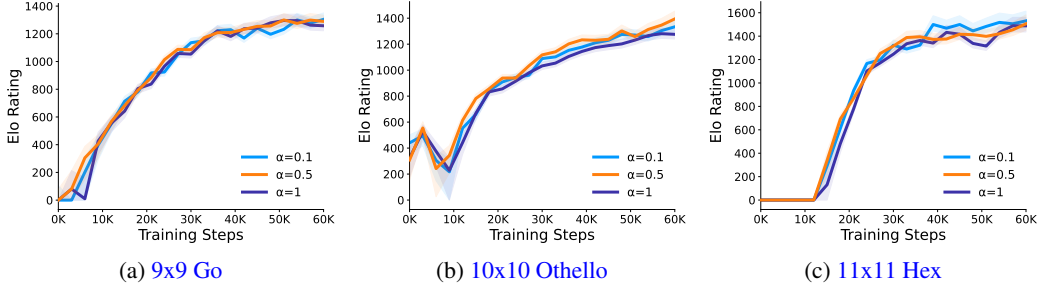 1400
1200
1000
800
600
400
200
0
Elo Rating
α=0.1
α=0.5
α=1
0K 10K 20K 30K 40K 50K 60K
Training Steps
(a) 9x9 Go
1400
1200
1000
800
600
400
200
0
Elo Rating
α=0.1
α=0.5
α=1
0K 10K 20K 30K 40K 50K 60K
Training Steps
(b) 10x10 Othello
1600
1400
1200
1000
800
600
400
200
0
Elo Rating
α=0.1
α=0.5
α=1
0K 10K 20K 30K 40K 50K 60K
Training Steps
(c) 11x11 Hex